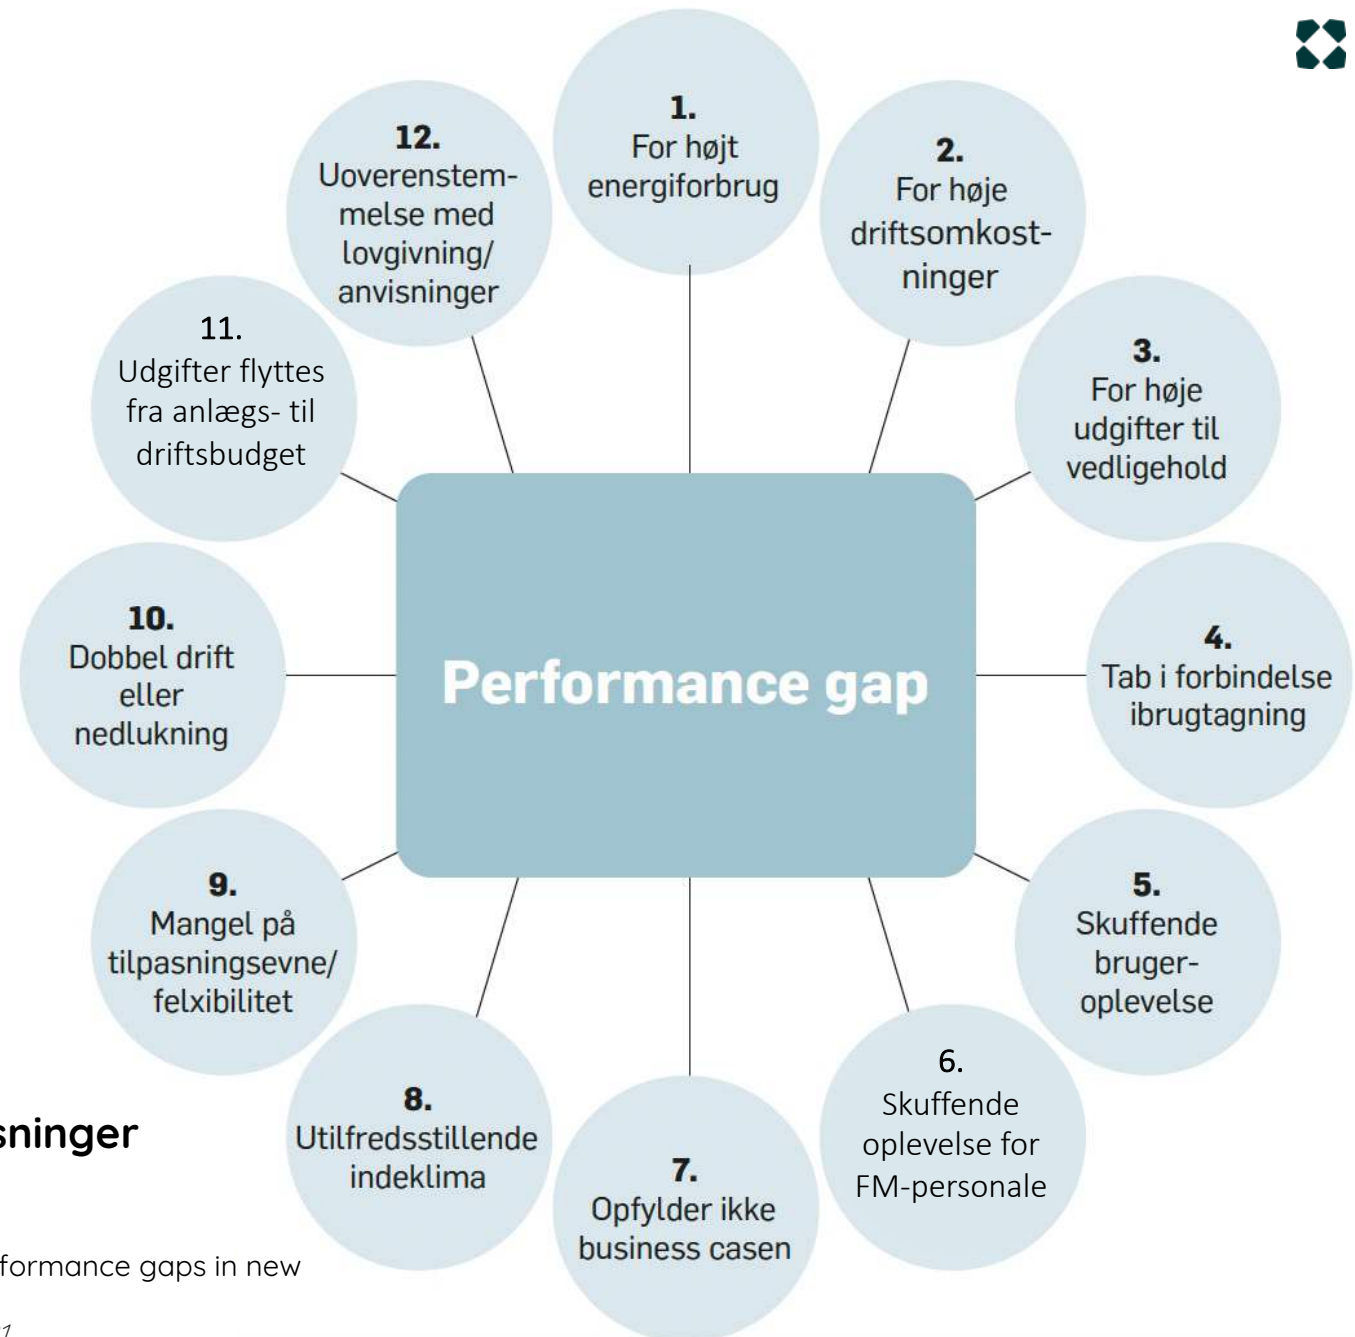 1.
For højt
energiforbrug
2.
For høje
driftsomkost-
ninger
3.
For høje
udgifter til
vedligehold
4.
Tab i forbindelse
ibrugtagning
5.
Skuffende
bruger-
oplevelse
6.
Skuffende
oplevelse for
FM-personale
7.
Opfylder ikke
business casen
8.
Utilfredsstillende
indeklima
9.
Mangel på
tilpasningsevne/
felxibilitet
10.
Dobbel drift
eller
nedlukning
11.
Udgifter flyttes
fra anlægs- til
driftsbudget
12.
Uoverenstem-
melse med
lovgivning/
anvisninger
Performance gap
sninger
formance gaps in new